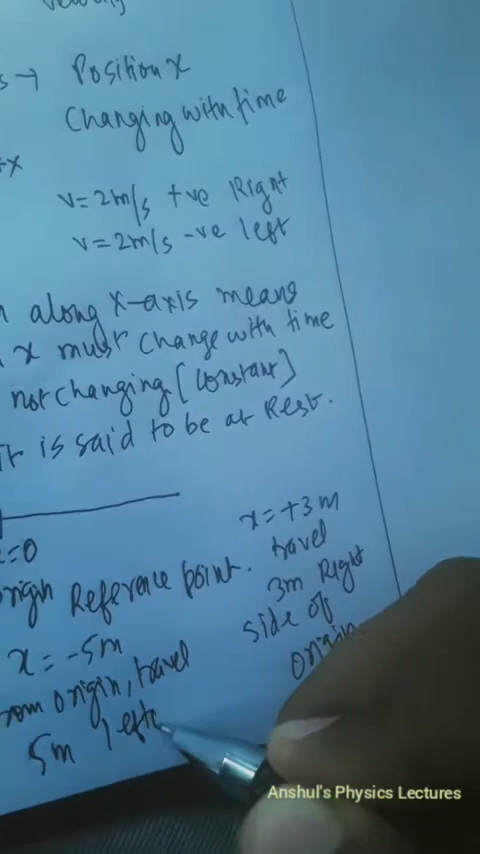 → Position x
Changing with time
+x
v=2m/s +ve Right
v=2m/s -ve left
along x-axis means
x must change with time
not changing [constant]
it is said to be at Rest.
x=0
origin Reference point.
x=-5m
from origin, travel
5m left
x=+3m
travel
3m Right
side of
origin
Anshul's Physics Lectures